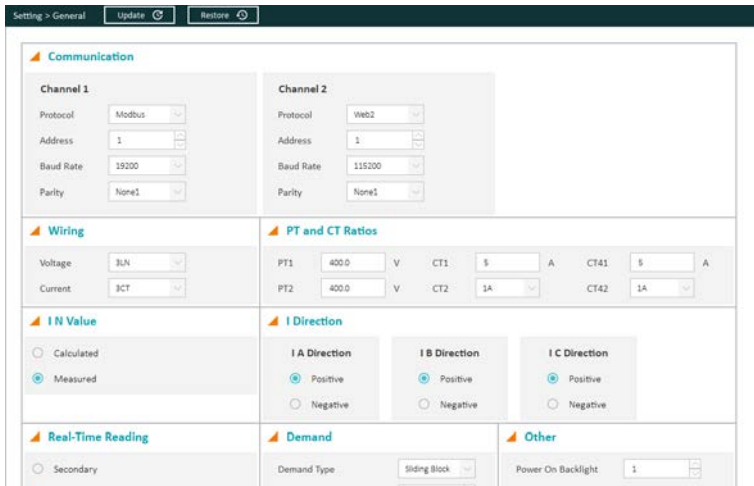 Setting > General Update Restore
Communication
Channel 1
Protocol Modbus
Address 1
Baud Rate 19200
Parity None1
Channel 2
Protocol Web2
Address 1
Baud Rate 115200
Parity None1
Wiring
Voltage 3LN
Current 3CT
PT and CT Ratios
PT1 400.0 V CT1 5 A CT41 5 A
PT2 400.0 V CT2 1A CT42 1A
I N Value
Calculated
Measured
I Direction
I A Direction
Positive
Negative
I B Direction
Positive
Negative
I C Direction
Positive
Negative
Real-Time Reading
Secondary
Demand
Demand Type Sliding Block
Other
Power On Backlight 1